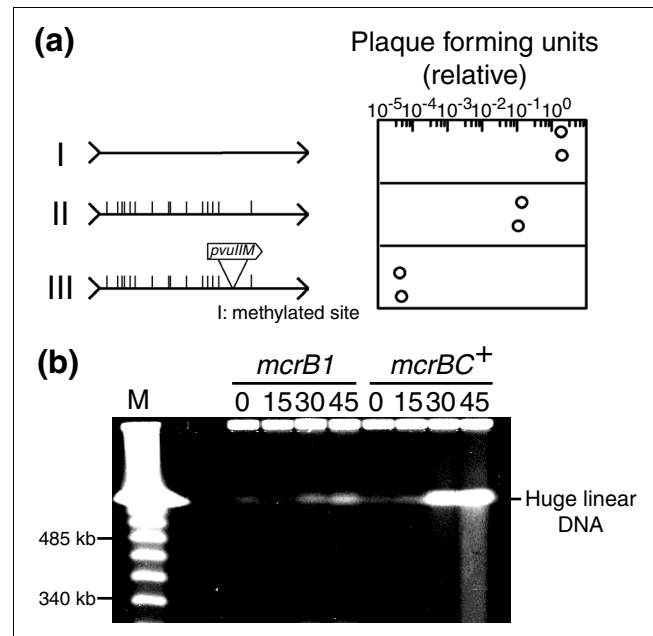 (a)
Plaque forming units
(relative)
10-5 10-4 10-3 10-2 10-1 100
I
II
pvuIIM
III
I: methylated site
(b)
mcrB1 mcrBC+
M 0 15 30 45 0 15 30 45
Huge linear
DNA
485 kb
340 kb